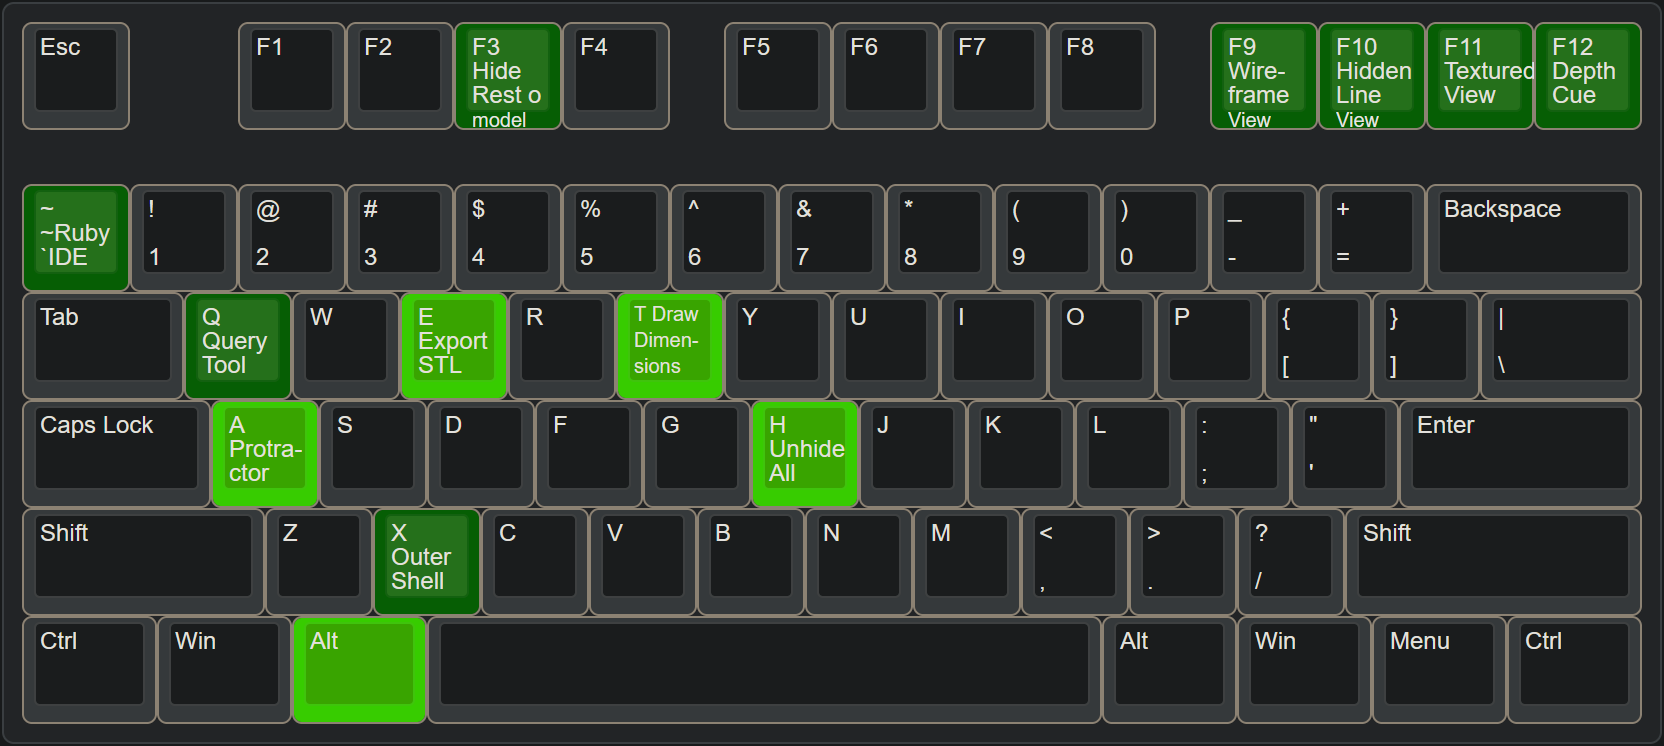 Esc
F1
F2
F3
Hide
Rest o
model
F4
F5
F6
F7
F8
F9
Wire-
frame
View
F10
Hidden
Line
View
F11
Textured
View
F12
Depth
Cue
~
~Ruby
`IDE
!
1
@
2
#
3
$
4
%
5
^
6
&
7
*
8
(
9
)
0
_
-
+
=
Backspace
Tab
Q
Query
Tool
W
E
Export
STL
R
T Draw
Dimen-
sions
Y
U
I
O
P
{
[
}
]
|
\
Caps Lock
A
Protra-
ctor
S
D
F
G
H
Unhide
All
J
K
L
:
;
"
'
Enter
Shift
Z
X
Outer
Shell
C
V
B
N
M
<
,
>
.
?
/
Shift
Ctrl
Win
Alt
Alt
Win
Menu
Ctrl